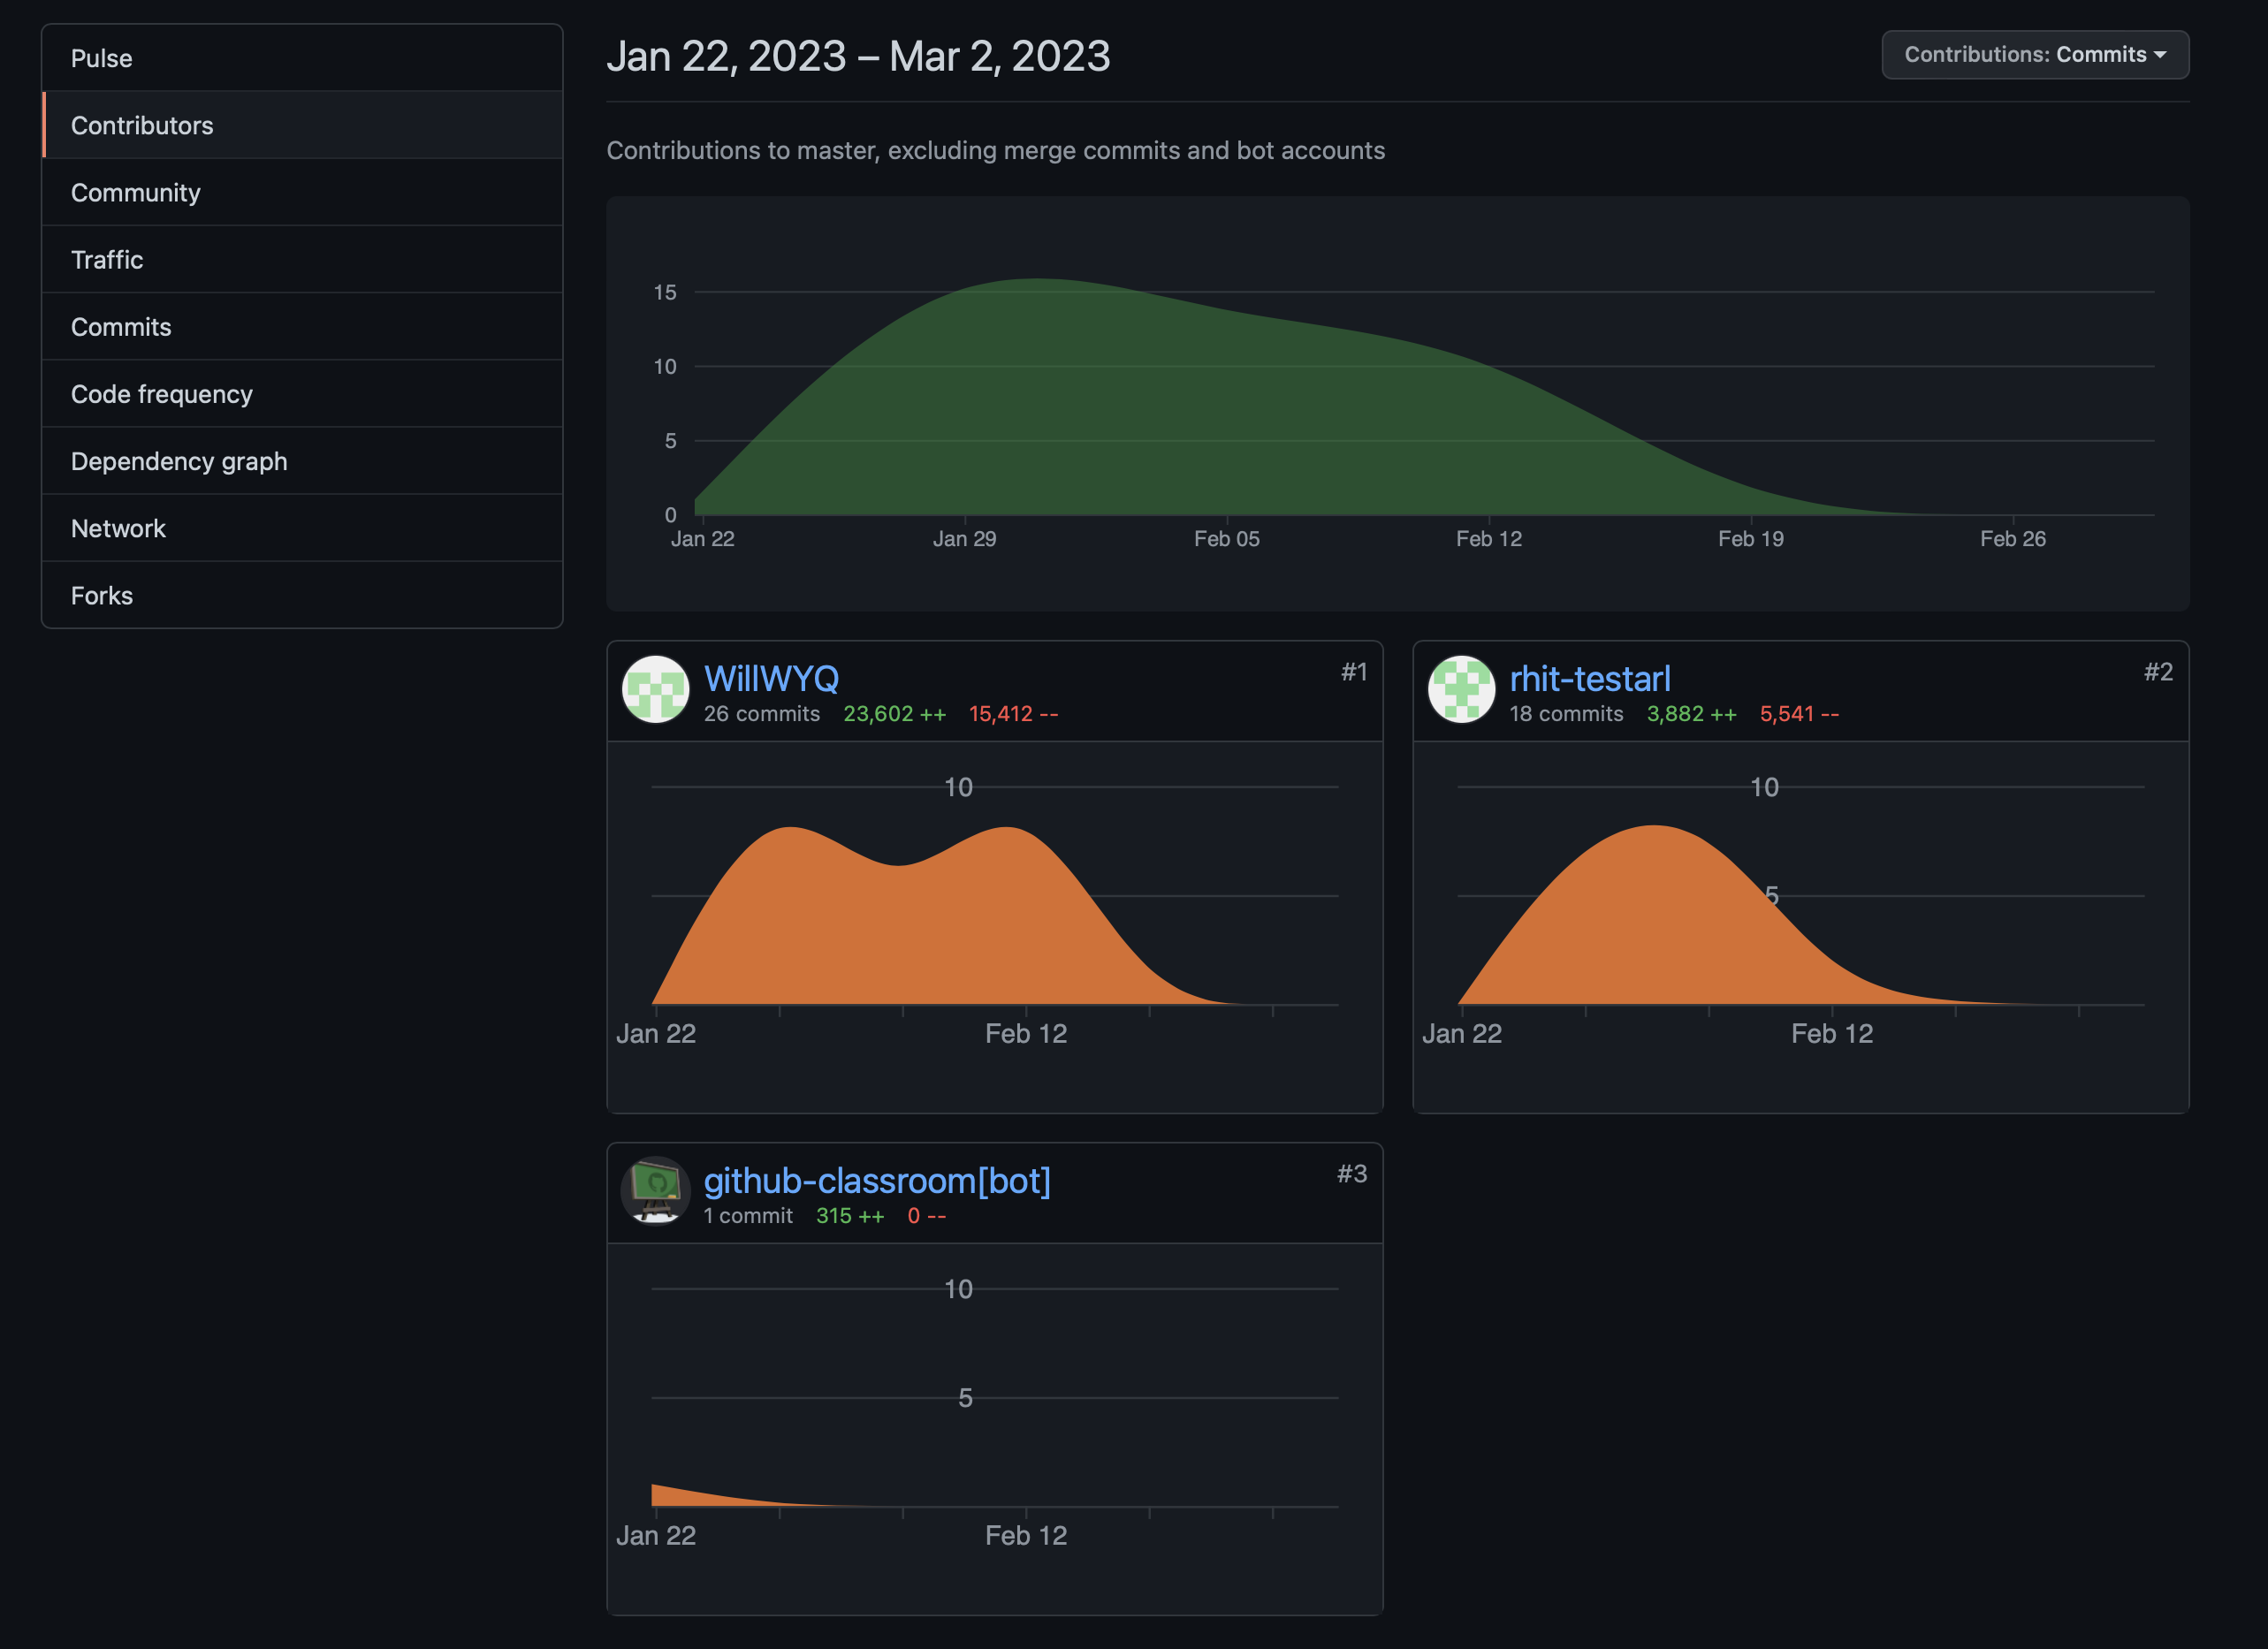 Pulse
Contributors
Community
Traffic
Commits
Code frequency
Dependency graph
Network
Forks
Jan 22, 2023 – Mar 2, 2023
Contributions: Commits
Contributions to master, excluding merge commits and bot accounts
15
10
5
0
Jan 22 Jan 29 Feb 05 Feb 12 Feb 19 Feb 26
WillWYQ #1
26 commits 23,602 ++ 15,412 --
10
Jan 22 Feb 12
rhit-testarl #2
18 commits 3,882 ++ 5,541 --
10
5
Jan 22 Feb 12
github-classroom[bot] #3
1 commit 315 ++ 0 --
10
5
Jan 22 Feb 12